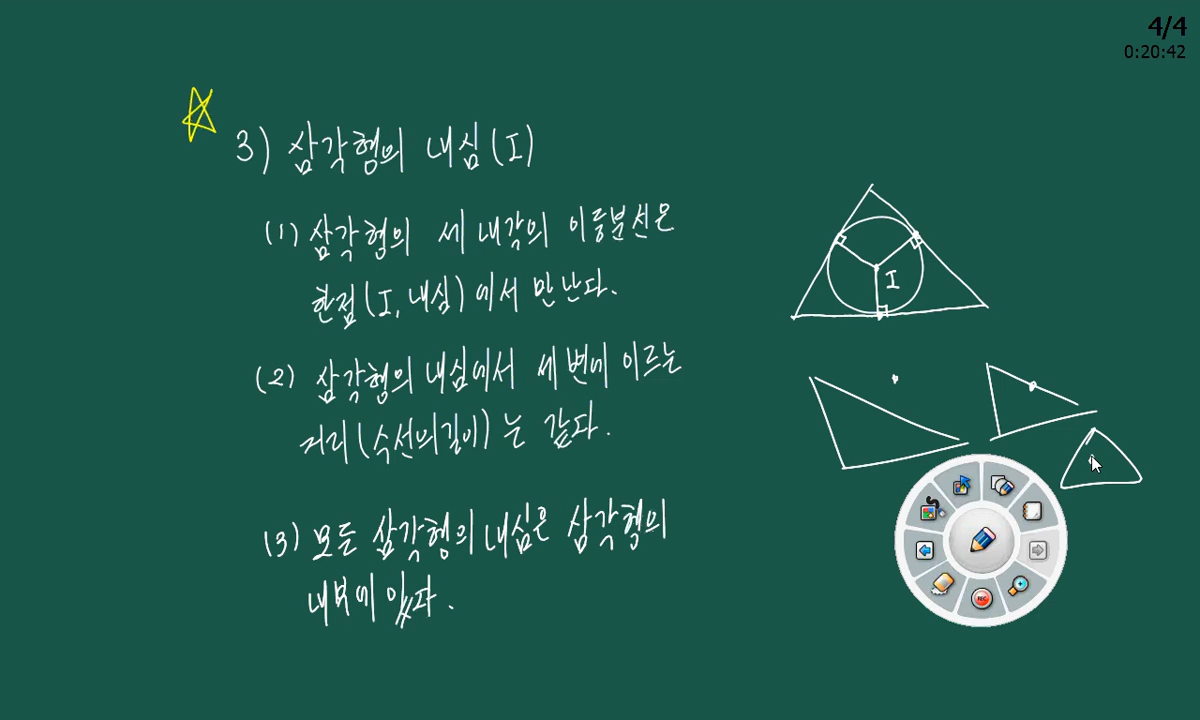 4/4
0:20:42
3) 삼각형의 내심(I)
(1) 삼각형의 세 내각의 이등분선은
한점(I, 내심)에서 만난다.
(2) 삼각형의 내심에서 세변에 이르는
거리(수선의길이)는 같다.
(3) 모든 삼각형의 내심은 삼각형의
내부에 있다.
I
REC